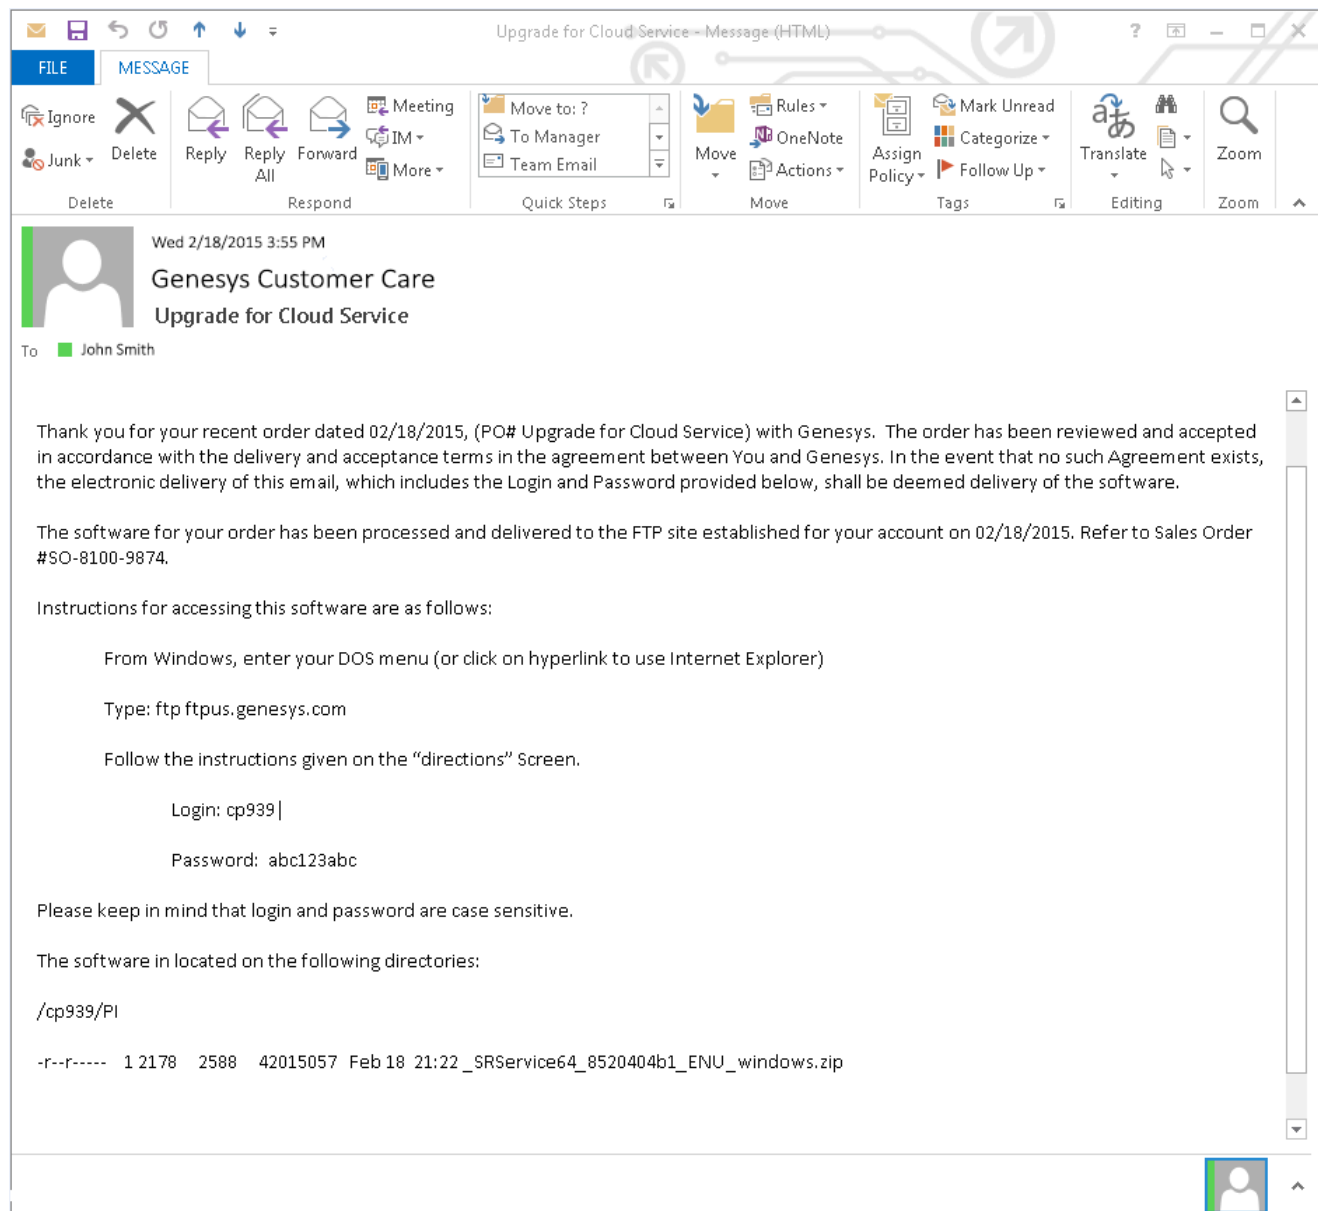 Upgrade for Cloud Service - Message (HTML)
?
FILE
MESSAGE
Ignore
Junk
Delete
Reply
Reply All
Forward
Meeting
IM
More
Move to: ?
To Manager
Team Email
Move
Rules
OneNote
Actions
Assign Policy
Mark Unread
Categorize
Follow Up
Translate
Zoom
Delete
Respond
Quick Steps
Move
Tags
Editing
Zoom
Wed 2/18/2015 3:55 PM
Genesys Customer Care
Upgrade for Cloud Service
To John Smith
Thank you for your recent order dated 02/18/2015, (PO# Upgrade for Cloud Service) with Genesys. The order has been reviewed and accepted
in accordance with the delivery and acceptance terms in the agreement between You and Genesys. In the event that no such Agreement exists,
the electronic delivery of this email, which includes the Login and Password provided below, shall be deemed delivery of the software.
The software for your order has been processed and delivered to the FTP site established for your account on 02/18/2015. Refer to Sales Order
#SO-8100-9874.
Instructions for accessing this software are as follows:
From Windows, enter your DOS menu (or click on hyperlink to use Internet Explorer)
Type: ftp ftpus.genesys.com
Follow the instructions given on the “directions” Screen.
Login: cp939
Password: abc123abc
Please keep in mind that login and password are case sensitive.
The software in located on the following directories:
/cp939/PI
-r--r----- 1 2178 2588 42015057 Feb 18 21:22 _SRService64_8520404b1_ENU_windows.zip